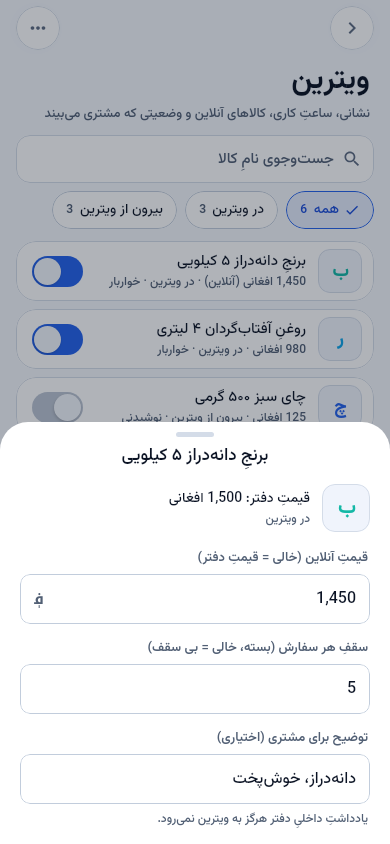 ویترین
نشانی، ساعتِ کاری، کالاهای آنلاین و وضعیتی که مشتری می‌بیند
جست‌وجوی نامِ کالا
همه 6
در ویترین 3
بیرون از ویترین 3
ب
برنجِ دانه‌دراز ۵ کیلویی
1,450 افغانی (آنلاین) · در ویترین · خواربار
ر
روغنِ آفتاب‌گردان ۴ لیتری
980 افغانی · در ویترین · خواربار
چ
چای سبز ۵۰۰ گرمی
125 افغانی · بیرون از ویترین · نوشیدنی
برنجِ دانه‌دراز ۵ کیلویی
ب
قیمتِ دفتر: 1,500 افغانی
در ویترین
قیمتِ آنلاین (خالی = قیمتِ دفتر)
1,450 ؋
سقفِ هر سفارش (بسته، خالی = بی سقف)
5
توضیح برای مشتری (اختیاری)
دانه‌دراز، خوش‌پخت
یادداشتِ داخلیِ دفتر هرگز به ویترین نمی‌رود.